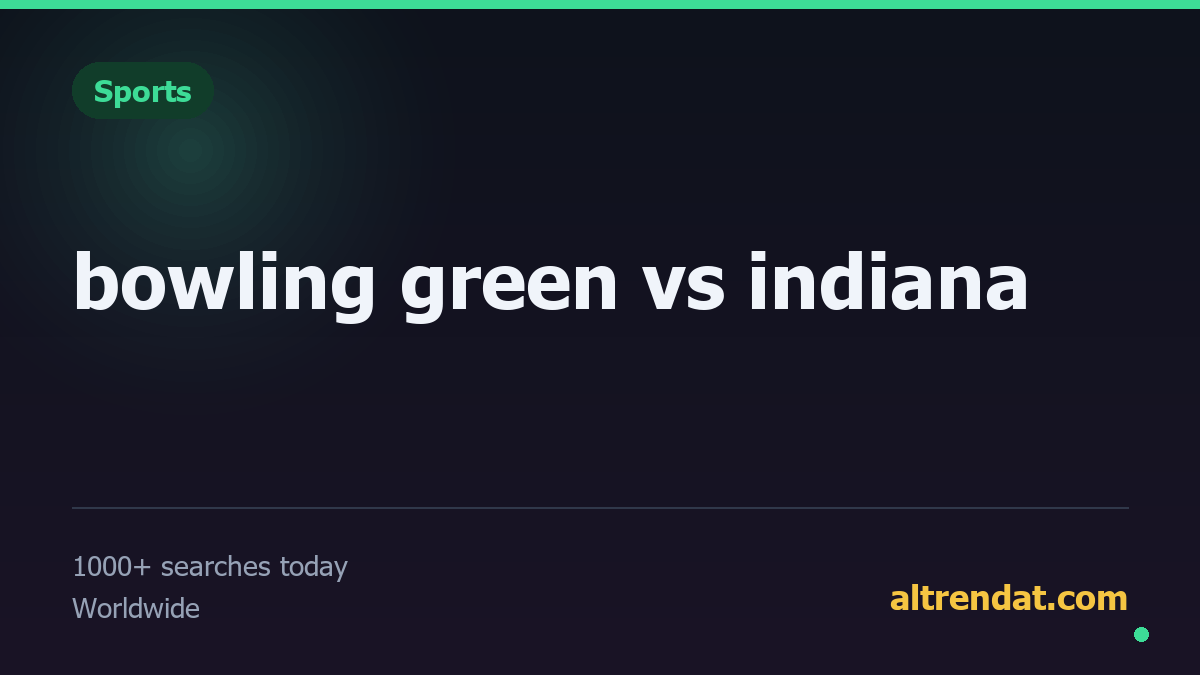 Sports
bowling green vs indiana
1000+ searches today
Worldwide
altrendat.com